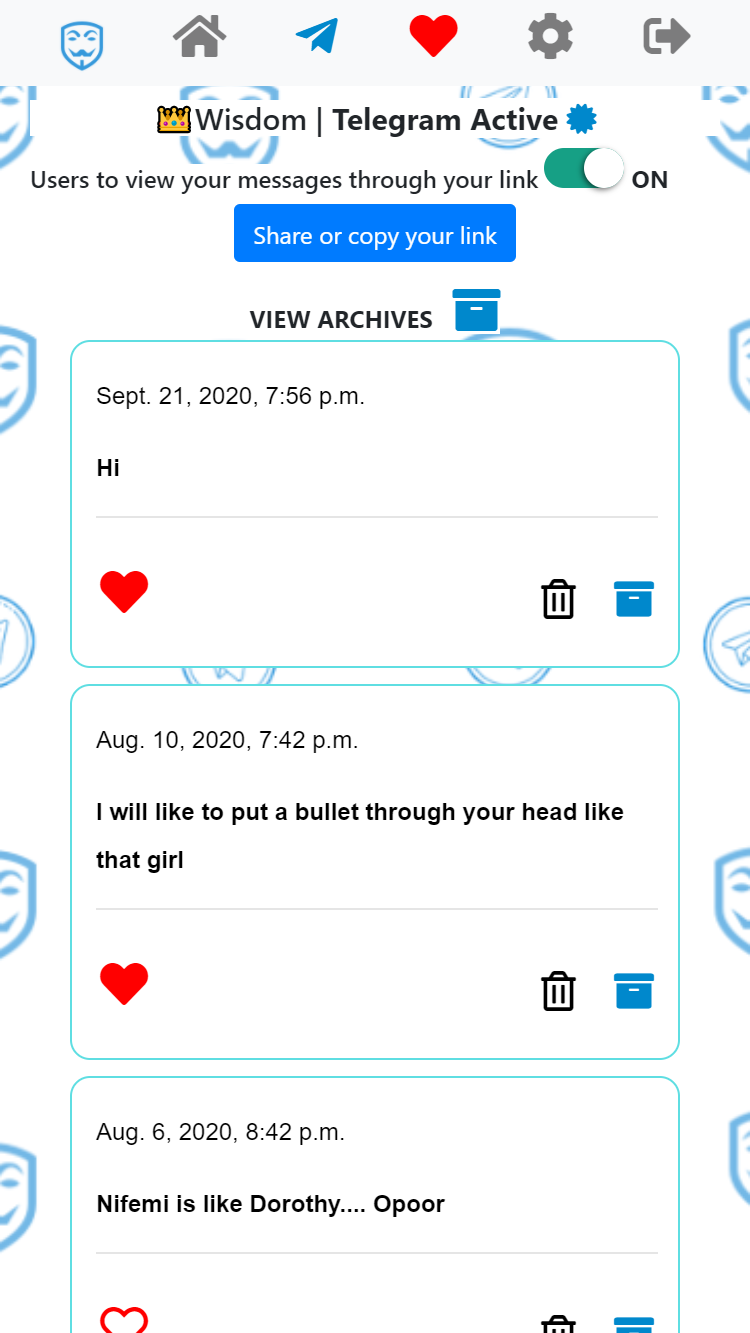 Wisdom | Telegram Active
Users to view your messages through your link ON
Share or copy your link
VIEW ARCHIVES
Sept. 21, 2020, 7:56 p.m.
Hi
Aug. 10, 2020, 7:42 p.m.
I will like to put a bullet through your head like
that girl
Aug. 6, 2020, 8:42 p.m.
Nifemi is like Dorothy.... Opoor